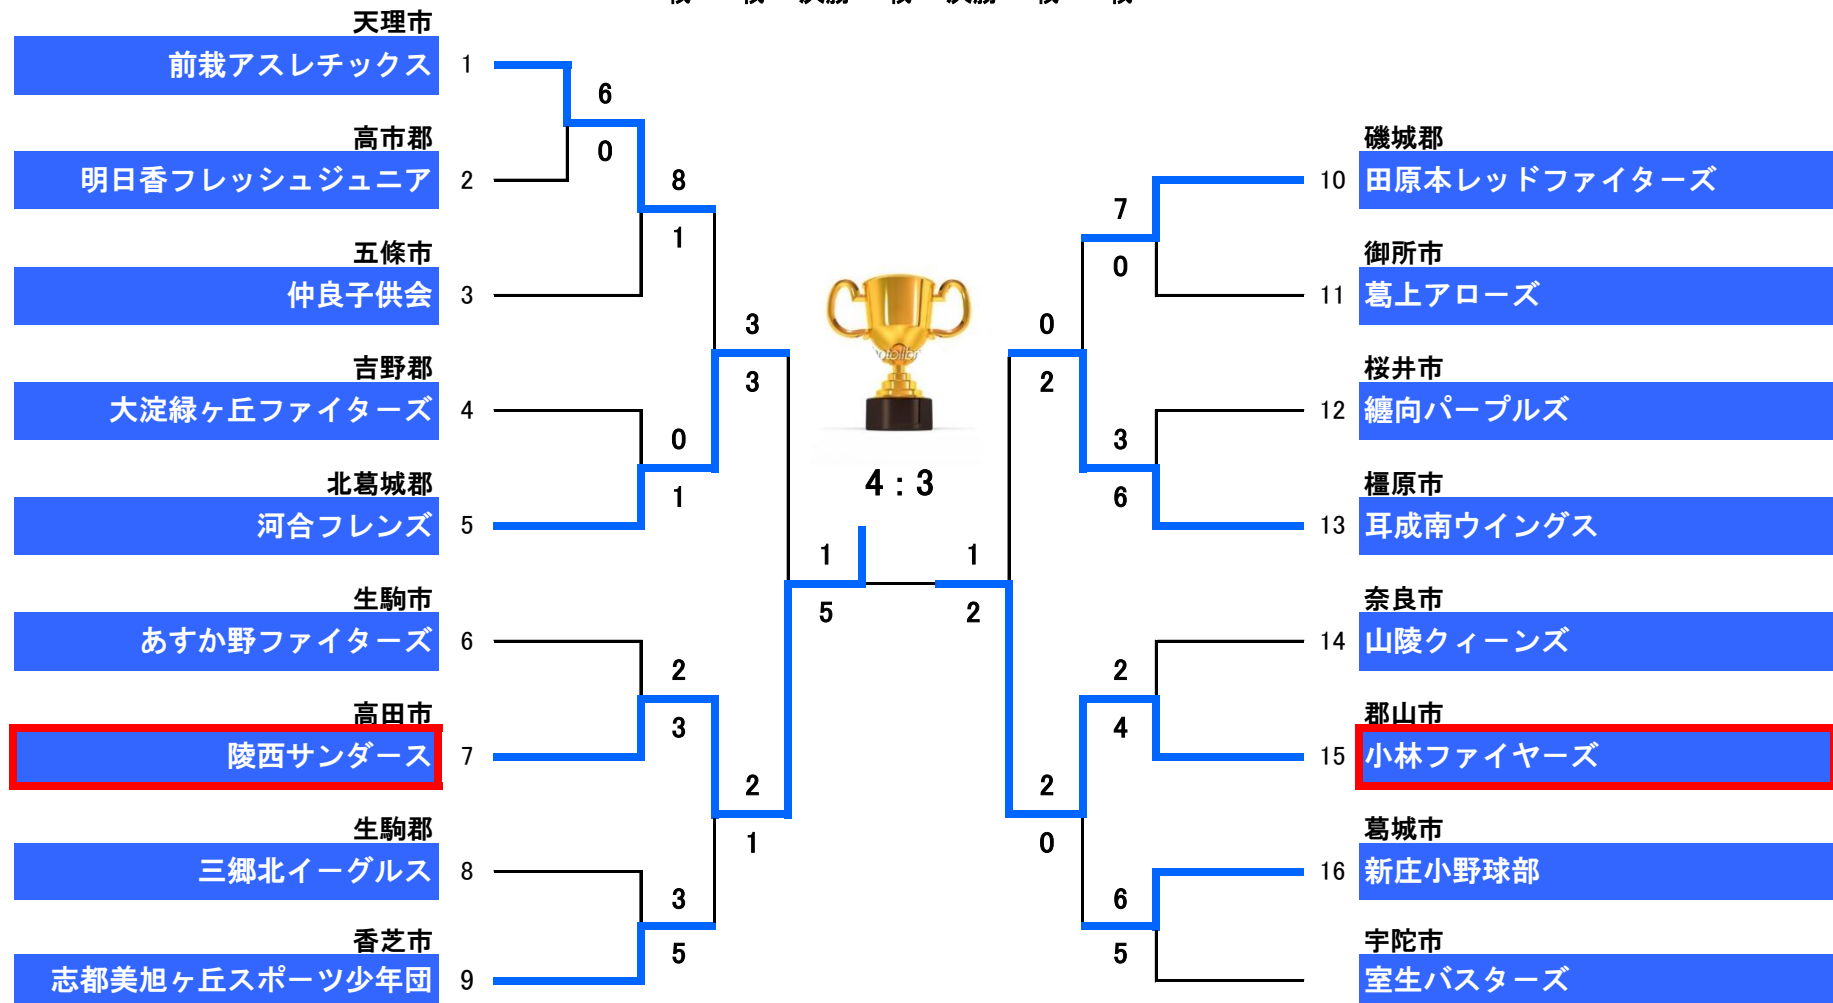 天理市
前栽アスレチックス 1
6
0
高市郡
明日香フレッシュジュニア 2
8
1
五條市
仲良子供会 3
3
3
吉野郡
大淀緑ヶ丘ファイターズ 4
0
1
北葛城郡
河合フレンズ 5
1
5
生駒市
あすか野ファイターズ 6
2
3
高田市
陵西サンダース 7
2
1
生駒郡
三郷北イーグルス 8
3
5
香芝市
志都美旭ヶ丘スポーツ少年団 9
4 : 3
磯城郡
10 田原本レッドファイターズ
7
0
御所市
11 葛上アローズ
0
2
桜井市
12 纏向パープルズ
3
6
橿原市
13 耳成南ウイングス
1
2
奈良市
14 山陵クィーンズ
2
4
郡山市
15 小林ファイヤーズ
2
0
葛城市
16 新庄小野球部
6
5
宇陀市
室生バスターズ